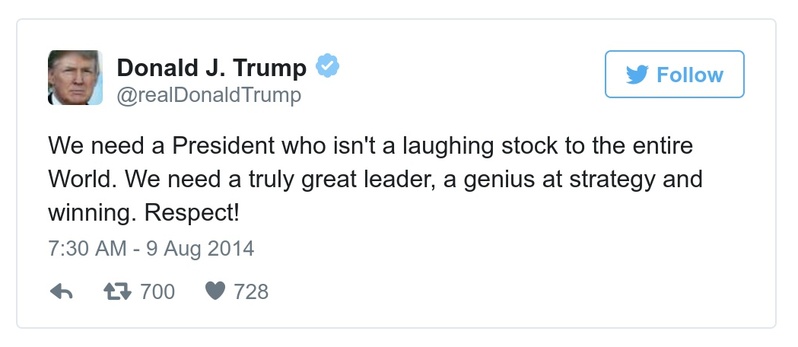 Donald J. Trump
Follow
@realDonaldTrump
We need a President who isn't a laughing stock to the entire
World. We need a truly great leader, a genius at strategy and
winning. Respect!
7:30 AM - 9 Aug 2014
700 728